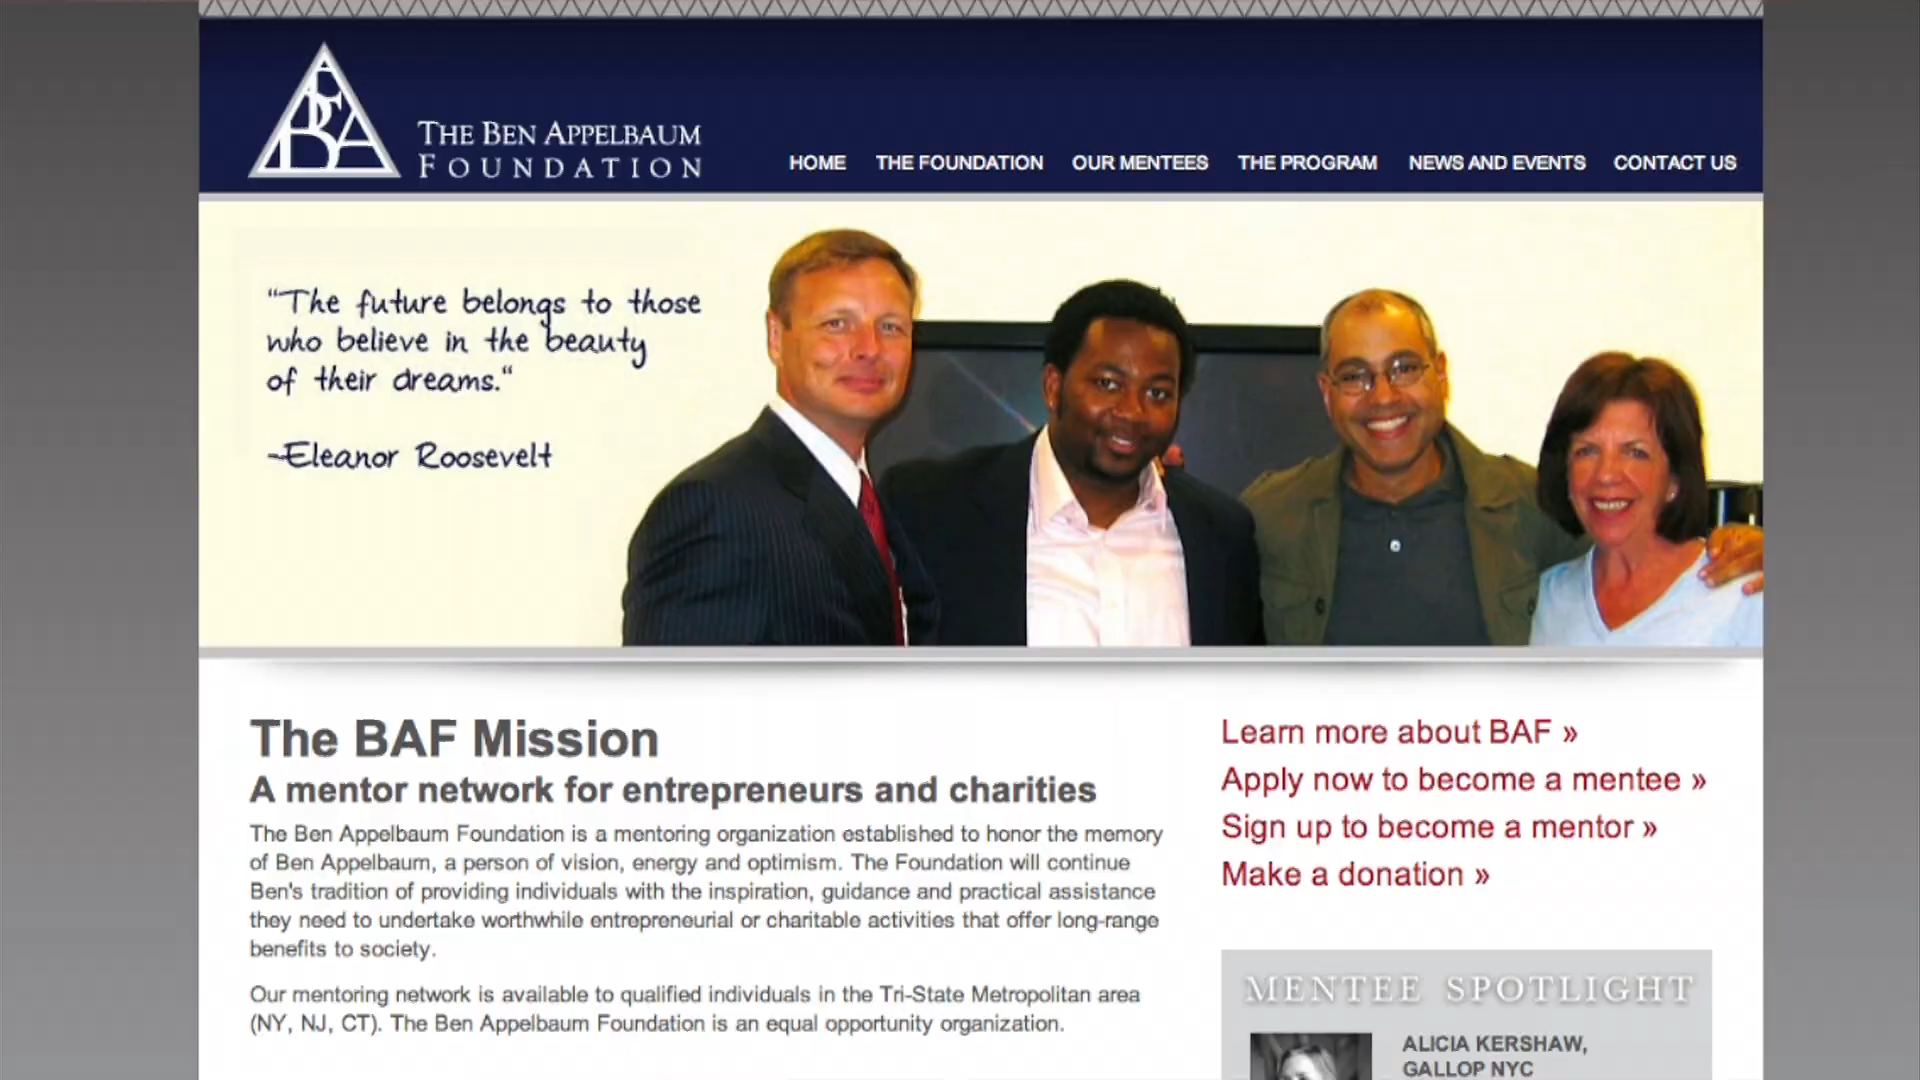 THE BEN APPELBAUM
FOUNDATION
HOME THE FOUNDATION OUR MENTEES THE PROGRAM NEWS AND EVENTS CONTACT US
"The future belongs to those
who believe in the beauty
of their dreams."
-Eleanor Roosevelt
The BAF Mission
A mentor network for entrepreneurs and charities
The Ben Appelbaum Foundation is a mentoring organization established to honor the memory
of Ben Appelbaum, a person of vision, energy and optimism. The Foundation will continue
Ben's tradition of providing individuals with the inspiration, guidance and practical assistance
they need to undertake worthwhile entrepreneurial or charitable activities that offer long-range
benefits to society.
Our mentoring network is available to qualified individuals in the Tri-State Metropolitan area
(NY, NJ, CT). The Ben Appelbaum Foundation is an equal opportunity organization.
Learn more about BAF »
Apply now to become a mentee »
Sign up to become a mentor »
Make a donation »
MENTEE SPOTLIGHT
ALICIA KERSHAW,
GALLOP NYC